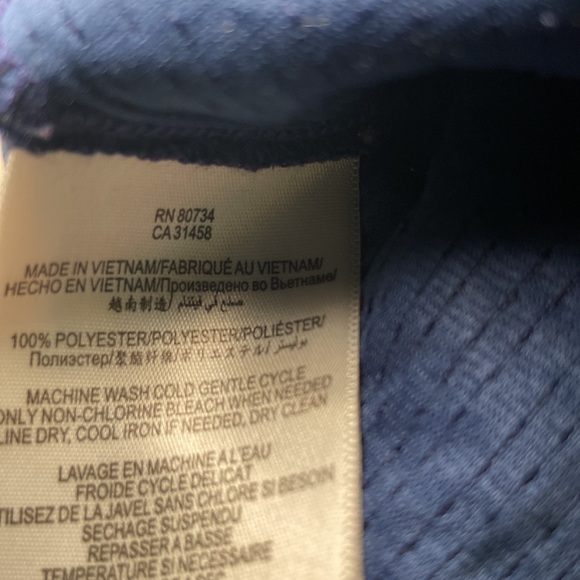 RN 80734
CA 31458
MADE IN VIETNAM/FABRIQUÉ AU VIETNAM/
HECHO EN VIETNAM/Произведено во Вьетнаме/
越南制造/صنع في فيتنام/
100% POLYESTER/POLYESTER/POLIÉSTER/
Полиэстер/聚酯纤维/ポリエステル/بوليستر
MACHINE WASH COLD GENTLE CYCLE
ONLY NON-CHLORINE BLEACH WHEN NEEDED
LINE DRY, COOL IRON IF NEEDED, DRY CLEAN
LAVAGE EN MACHINE A L'EAU
FROIDE CYCLE DELICAT
TILISEZ DE LA JAVEL SANS CHLORE SI BESOIN
SECHAGE SUSPENDU
REPASSER A BASSE
TEMPERATURE SI NECESSAIRE